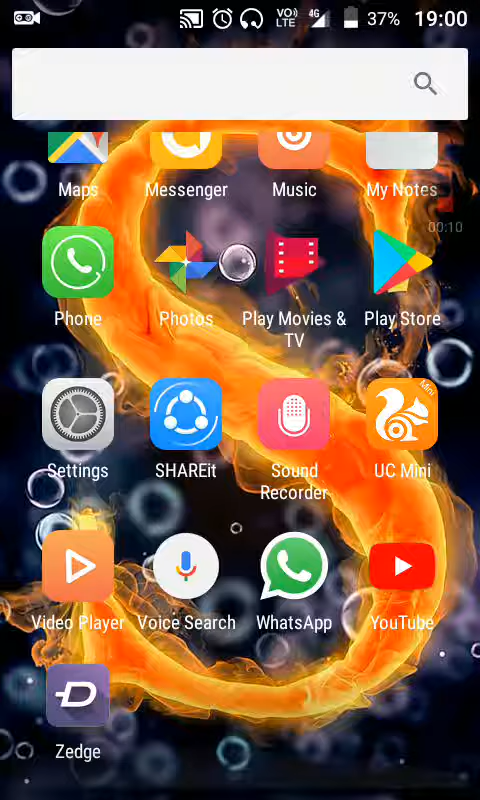 VO) LTE 4G 37% 19:00
Maps Messenger Music My Notes
00:10
Phone Photos Play Movies & TV Play Store
Settings SHAREit Sound Recorder UC Mini
Mini
Video Player Voice Search WhatsApp YouTube
Zedge